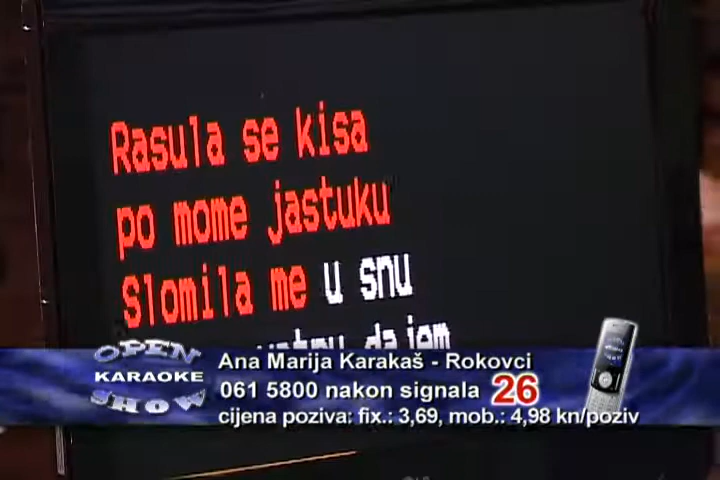 Rasula se kisa
po mome jastuku
Slomila me u snu
dajem
OPEN
KARAOKE
SHOW
Ana Marija Karakaš - Rokovci
061 5800 nakon signala 26
cijena poziva: fix.: 3,69, mob.: 4,98 kn/poziv